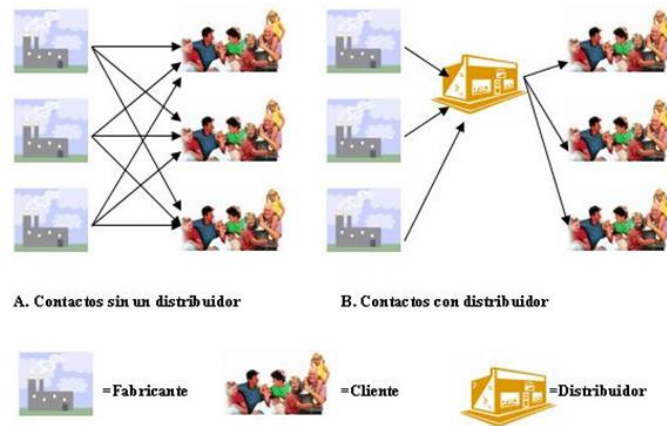 A. Contactos sin un distribuidor
B. Contactos con distribuidor
=Fabricante
=Cliente
=Distribuidor